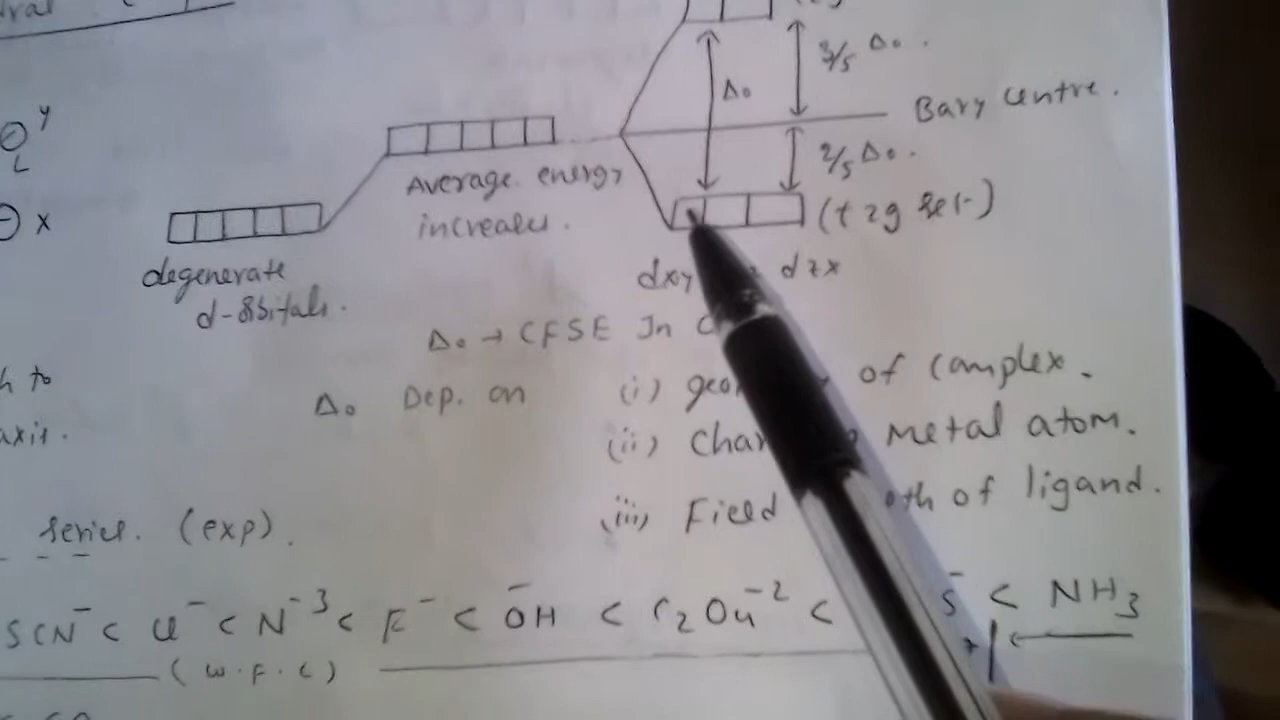 Δo
3/5 Δo.
Bary Centre.
y
L
x
Average energy
increases.
2/5 Δo.
(t2g set)
degenerate
d-orbitals.
dxy dzx
Δo → CFSE In
h to
axis.
Δo Dep. on (i) of complex.
(ii) metal atom.
(iii) Field of ligand.
series. (exp).
SCN⁻ < Cl⁻ < N⁻³ < F⁻ < OH⁻ < C2O4⁻² < < NH3
(W.F.L)